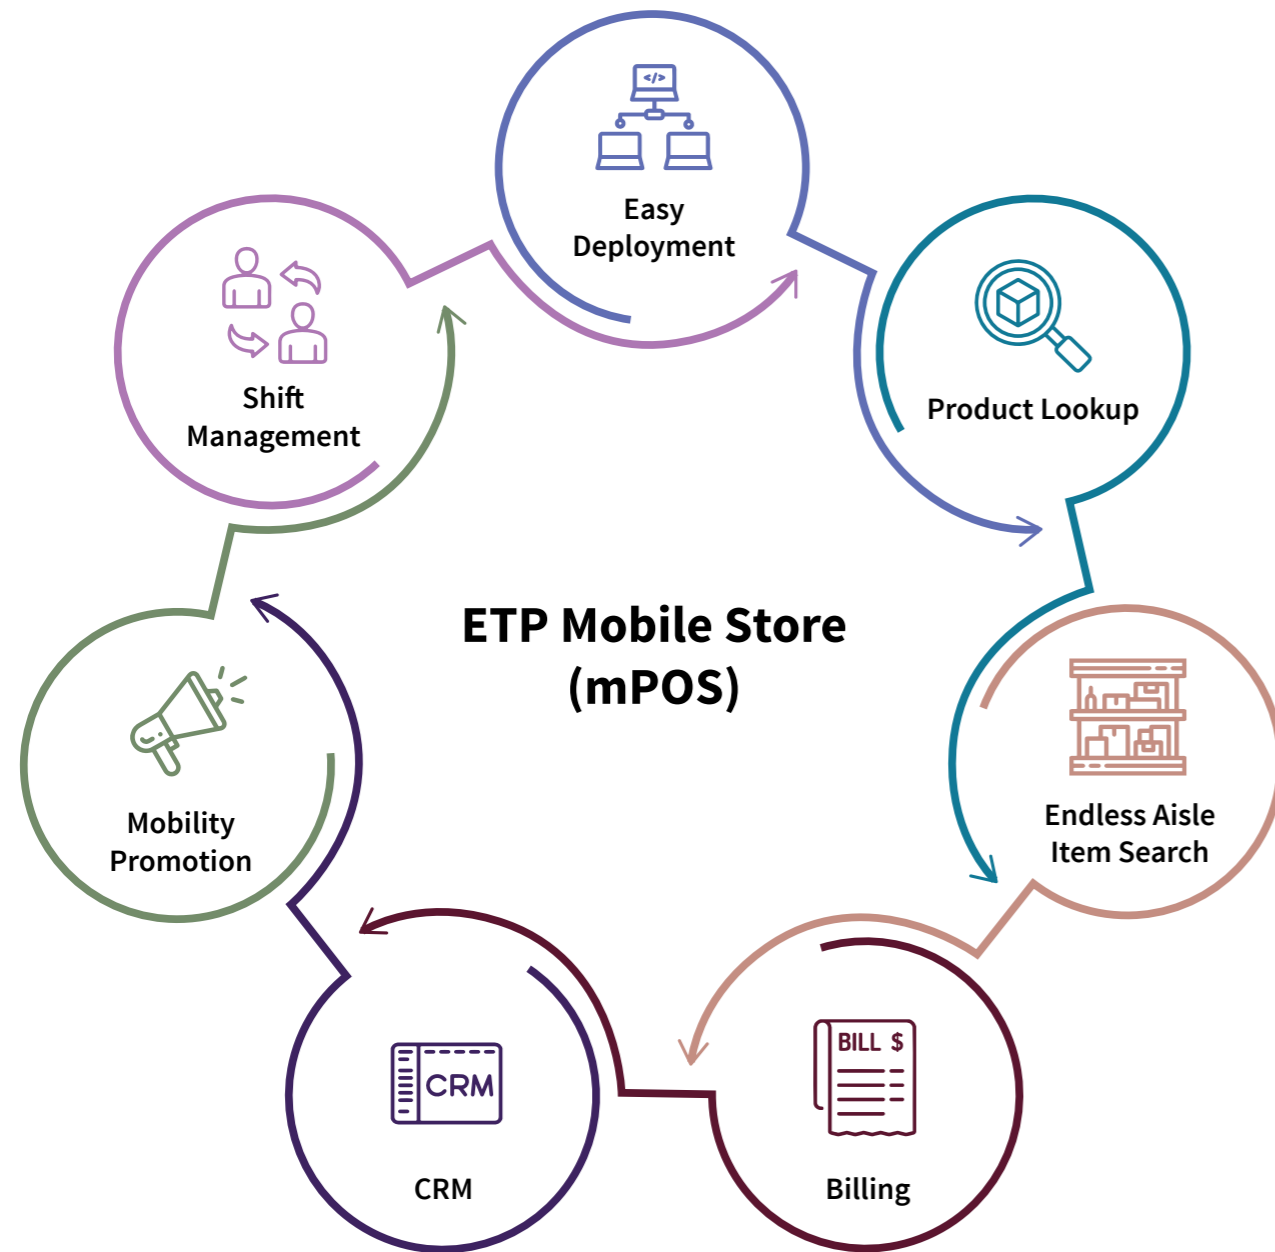 </>
Easy
Deployment
Product Lookup
Shift
Management
ETP Mobile Store
(mPOS)
Endless Aisle
Item Search
Mobility
Promotion
BILL $
Billing
CRM
CRM